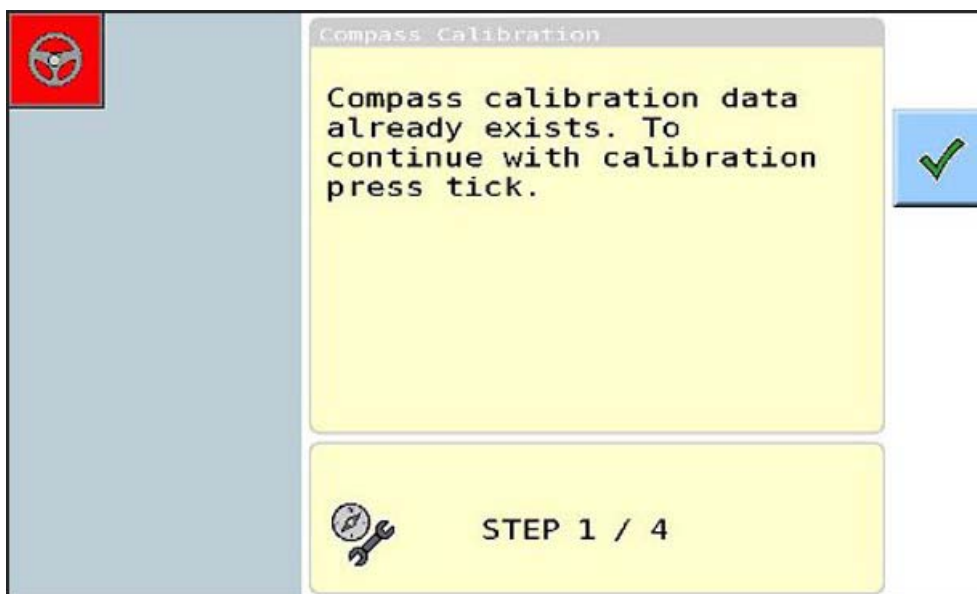 Compass Calibration
Compass calibration data
already exists. To
continue with calibration
press tick.
STEP 1 / 4